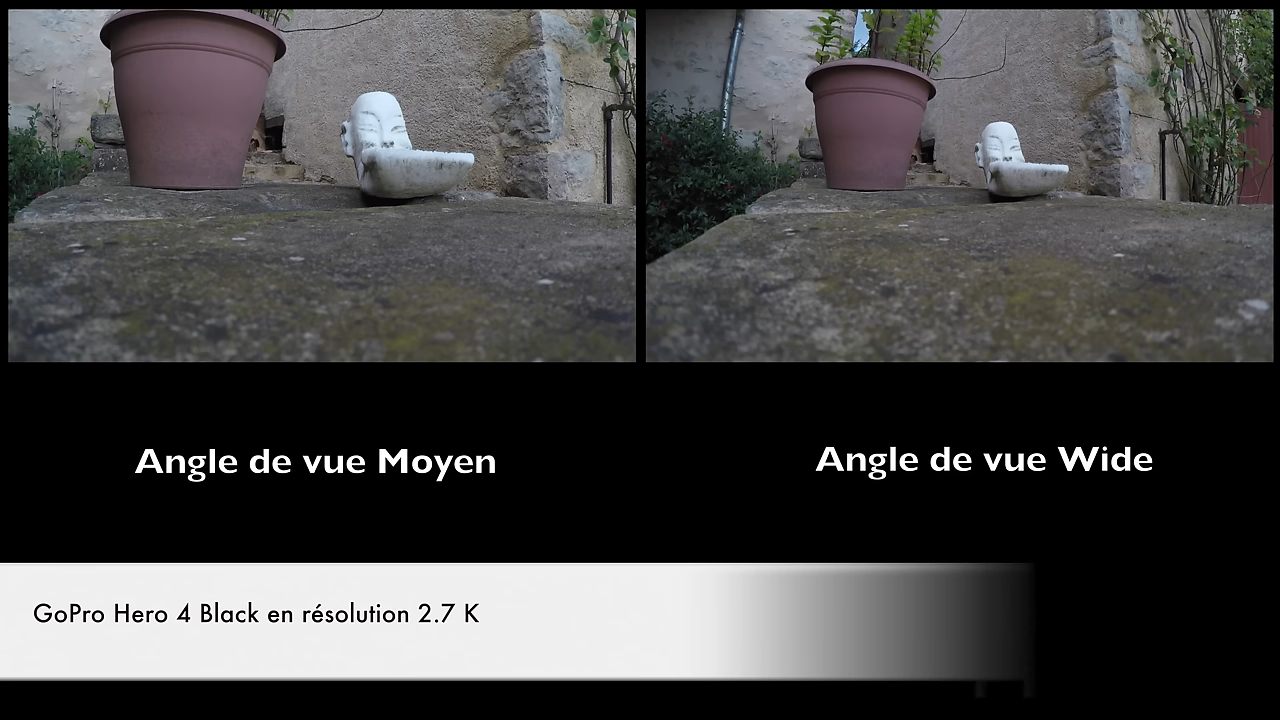 Angle de vue Moyen
Angle de vue Wide
GoPro Hero 4 Black en résolution 2.7 K